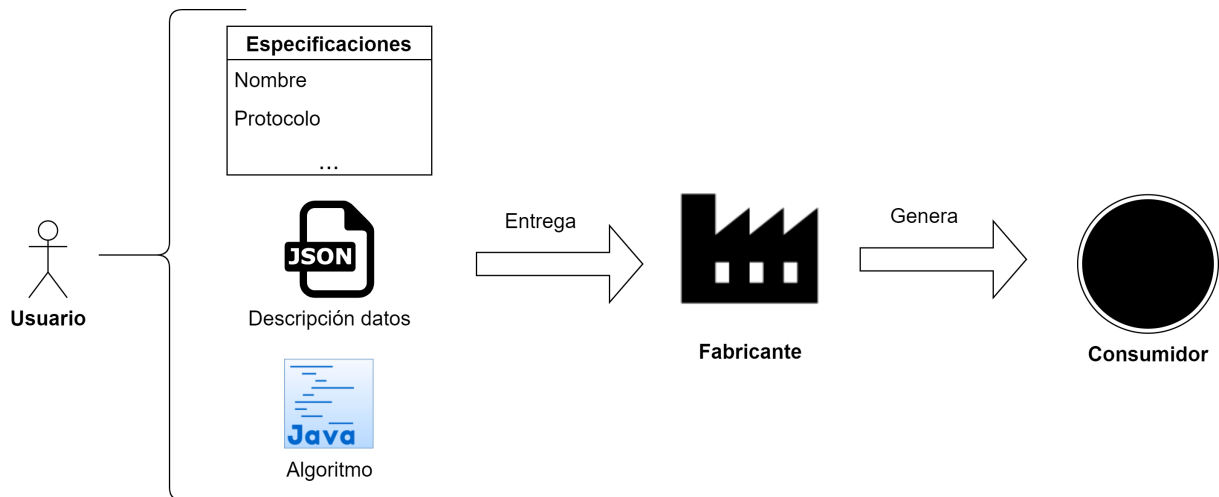 Especificaciones
Nombre
Protocolo
...
JSON
Descripción datos
Java
Algoritmo
Usuario
Entrega
Fabricante
Genera
Consumidor